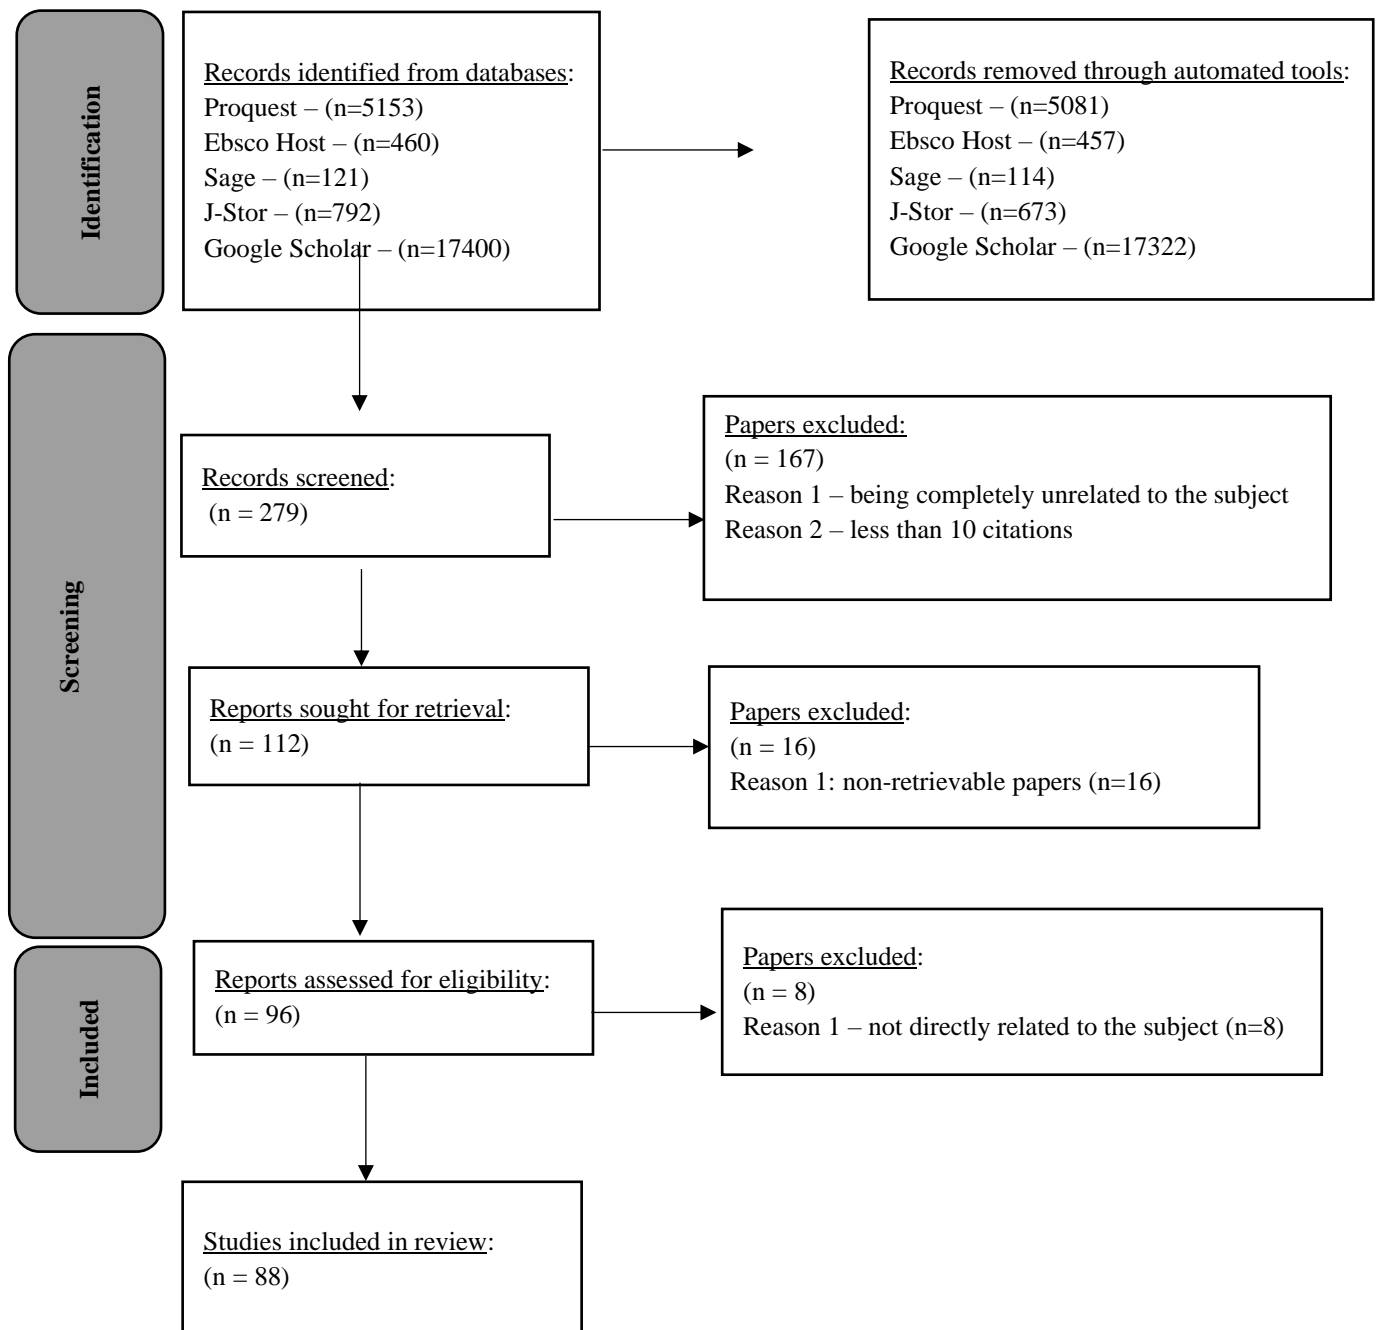 Identification
Records identified from databases:
Proquest – (n=5153)
Ebsco Host – (n=460)
Sage – (n=121)
J-Stor – (n=792)
Google Scholar – (n=17400)
Records removed through automated tools:
Proquest – (n=5081)
Ebsco Host – (n=457)
Sage – (n=114)
J-Stor – (n=673)
Google Scholar – (n=17322)
Screening
Records screened:
(n = 279)
Papers excluded:
(n = 167)
Reason 1 – being completely unrelated to the subject
Reason 2 – less than 10 citations
Reports sought for retrieval:
(n = 112)
Papers excluded:
(n = 16)
Reason 1: non-retrievable papers (n=16)
Included
Reports assessed for eligibility:
(n = 96)
Papers excluded:
(n = 8)
Reason 1 – not directly related to the subject (n=8)
Studies included in review:
(n = 88)